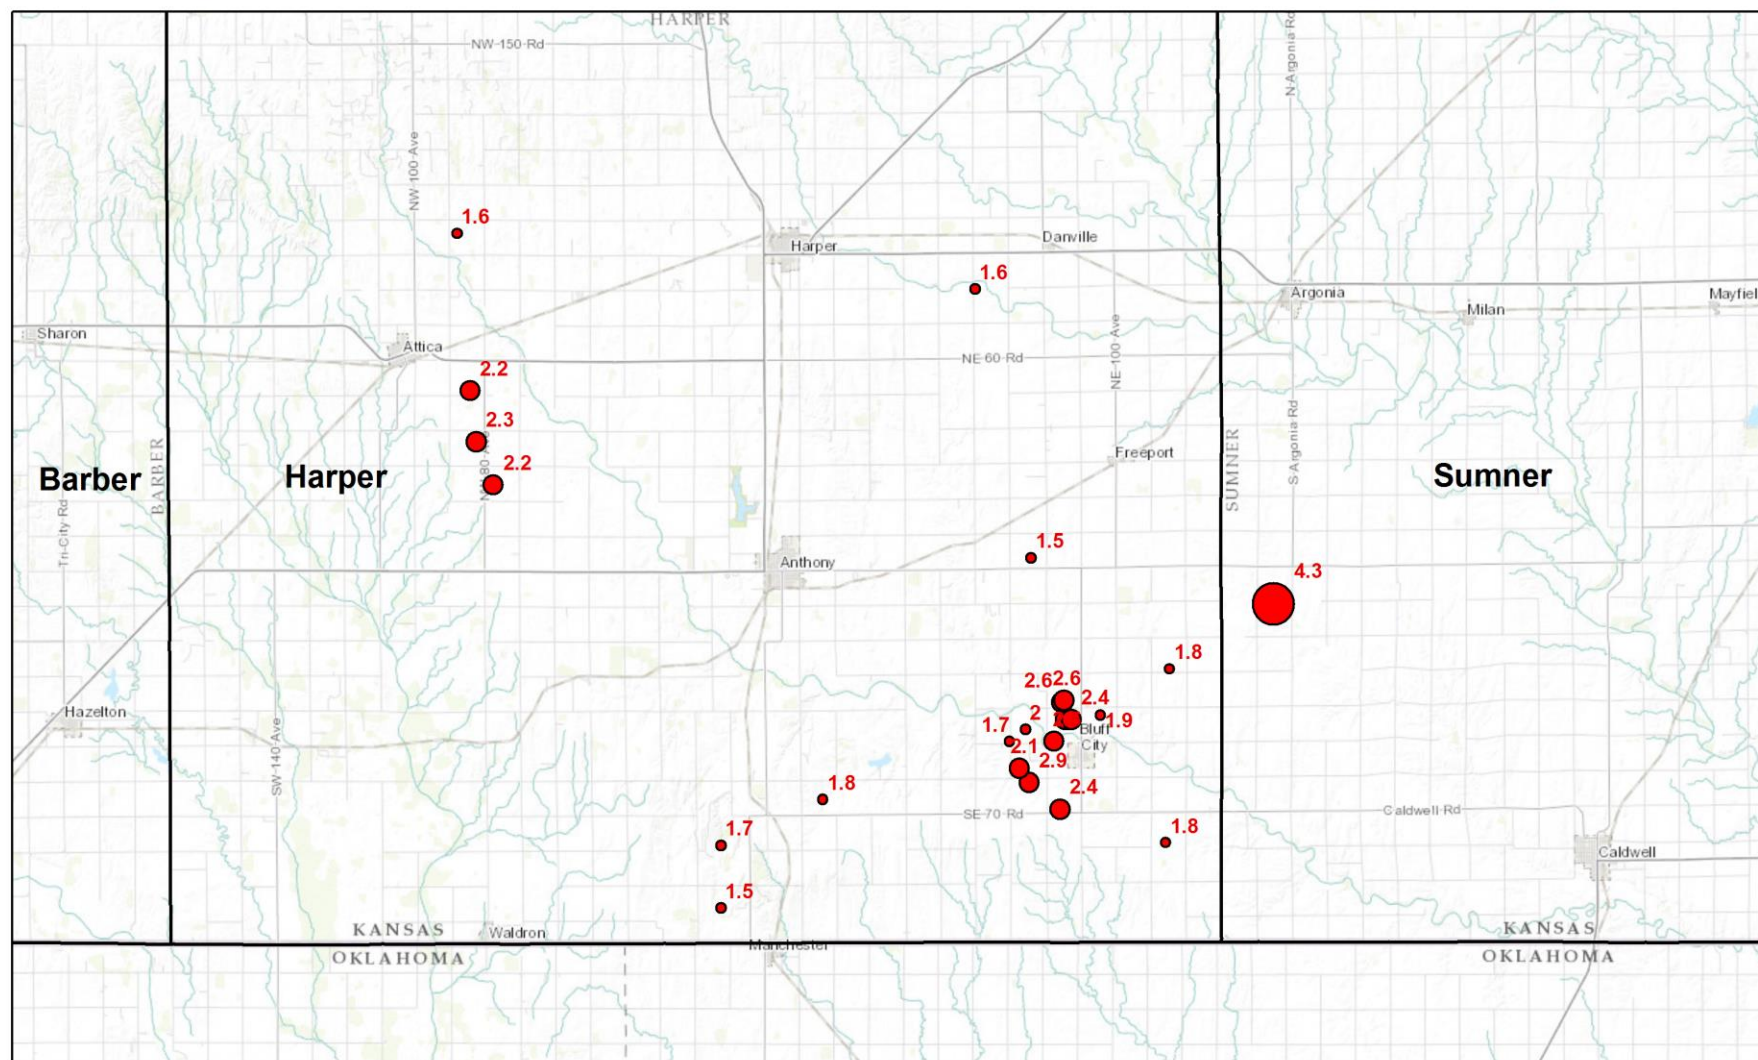 HARPER
NW 150 Rd
N Argonia Rd
NW 100 Ave
1.6
Harper
Danville
1.6
Argonia
Milan
Sharon
Attica
NE 60 Rd
NE 100 Ave
2.2
2.3
2.2
S Argonia Rd
Freeport
Barber
BARBER
Harper
SUMNER
Sumner
Tri-City Rd
1.5
Anthony
4.3
1.8
2.6
2.6
2.4
2
1.9
1.7
Bluff
City
2.1
2.9
2.4
Hazelton
SW 140 Ave
1.8
SE 70 Rd
Caldwell Rd
1.7
1.8
Caldwell
1.5
KANSAS
OKLAHOMA
Waldron
Manchester
KANSAS
OKLAHOMA